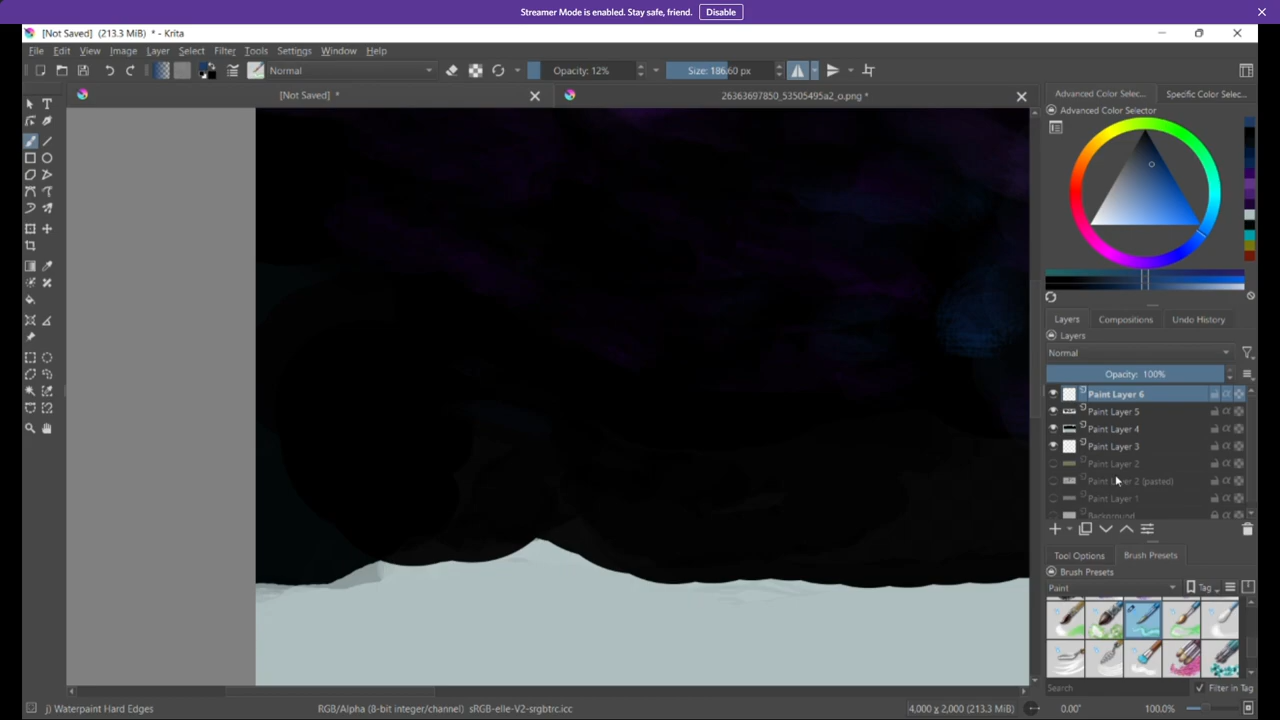 Streamer Mode is enabled. Stay safe, friend. Disable
[Not Saved] (213.3 MiB) * - Krita
File Edit View Image Layer Select Filter Tools Settings Window Help
Normal Opacity: 12% Size: 186.60 px
[Not Saved] * 26363697850_53505495a2_o.png *
Advanced Color Selec... Specific Color Selec...
Advanced Color Selector
Layers Compositions Undo History
Layers
Normal
Opacity: 100%
Paint Layer 6
Paint Layer 5
Paint Layer 4
Paint Layer 3
Paint Layer 2
Paint Layer 2 (pasted)
Paint Layer 1
Background
Tool Options Brush Presets
Brush Presets
Paint Tag
Search Filter in Tag
j) Waterpaint Hard Edges RGB/Alpha (8-bit integer/channel) sRGB-elle-V2-srgbtrc.icc 4,000 x 2,000 (213.3 MiB) 0.00° 100.0%